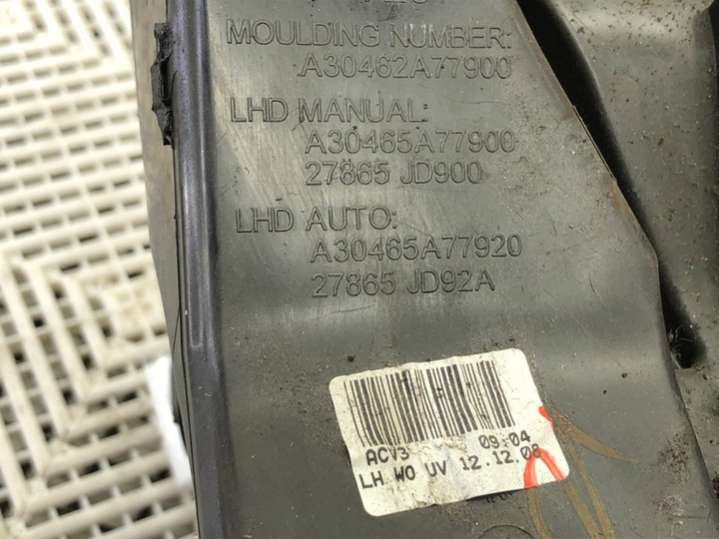 MOULDING NUMBER:
A30462A77900
LHD MANUAL:
A30465A77900
27865 JD900
LHD AUTO:
A30465A77920
27865 JD92A
ACV3 09:04
LH WO UV 12.12.08